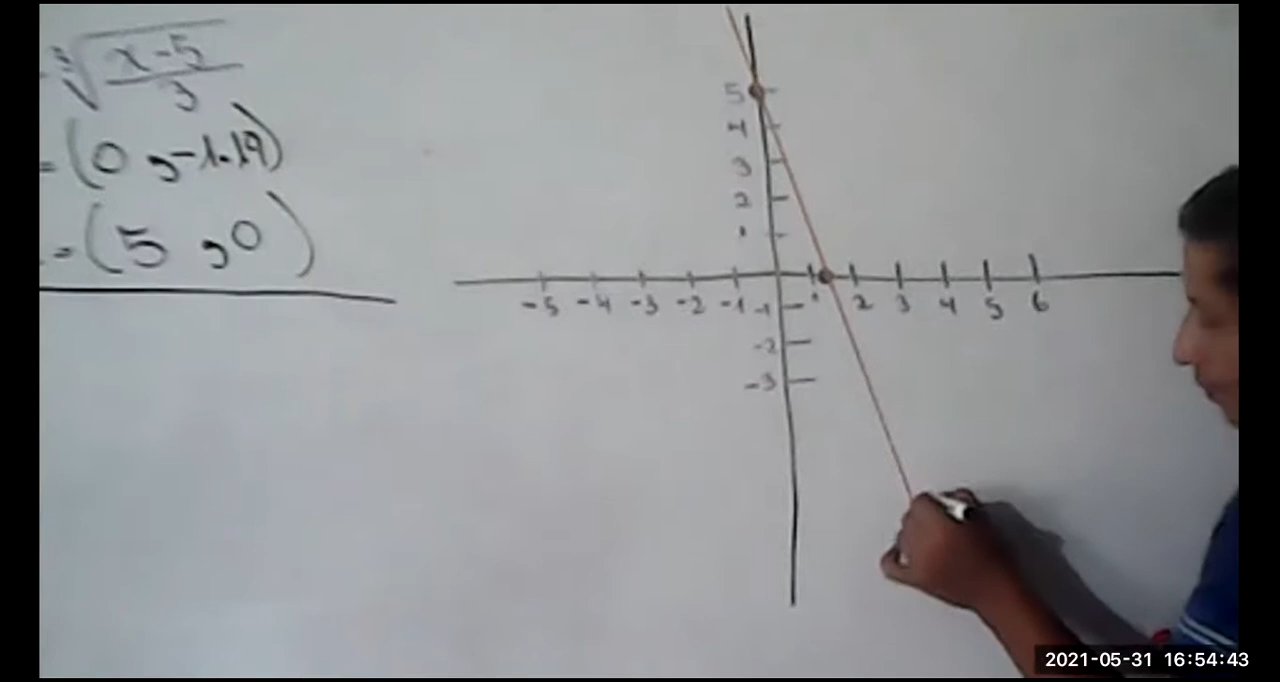 - ∛((x-5)/3)
= (0, -1.19)
= (5, 0)
5
4
3
2
1
-5 -4 -3 -2 -1 -1 1 2 3 4 5 6
-2
-3
2021-05-31 16:54:43